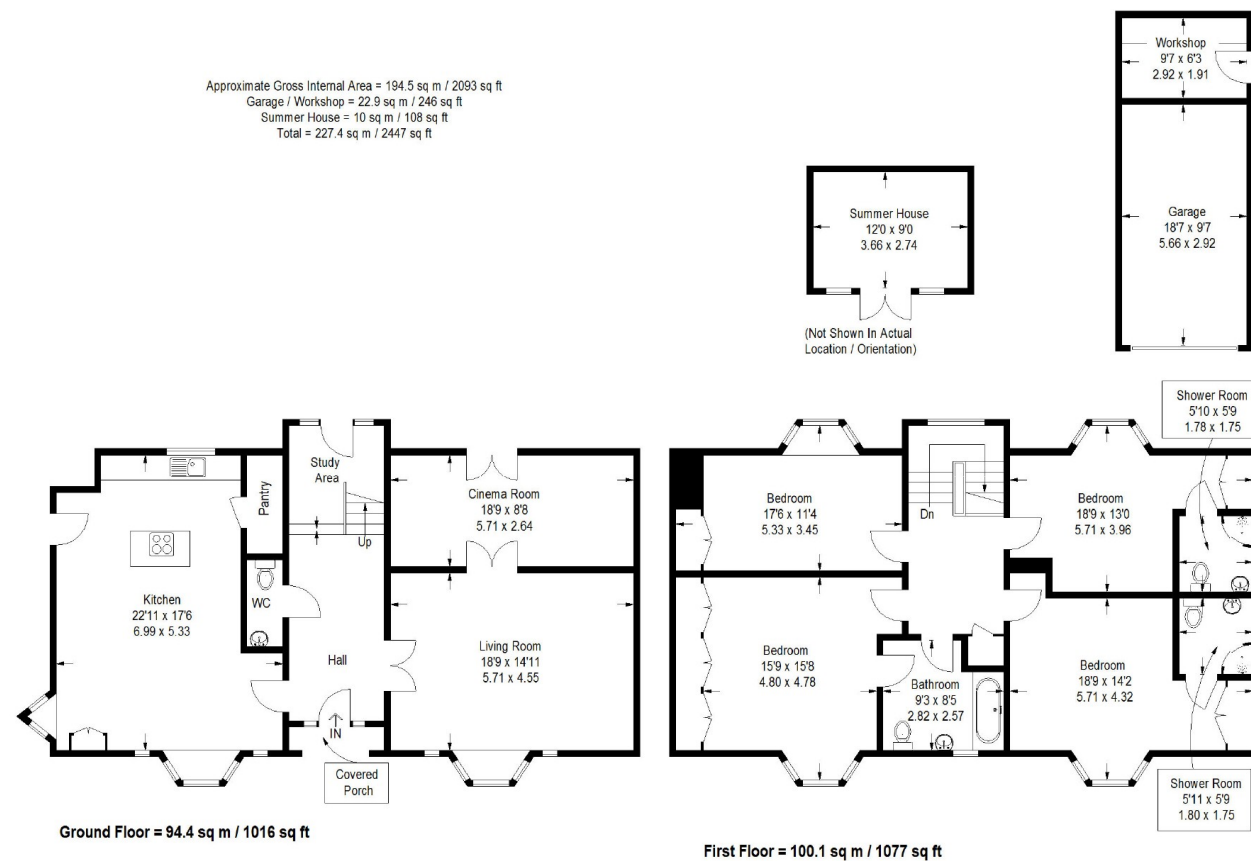 Approximate Gross Internal Area = 194.5 sq m / 2093 sq ft
Garage / Workshop = 22.9 sq m / 246 sq ft
Summer House = 10 sq m / 108 sq ft
Total = 227.4 sq m / 2447 sq ft
Workshop
9'7 x 6'3
2.92 x 1.91
Garage
18'7 x 9'7
5.66 x 2.92
Summer House
12'0 x 9'0
3.66 x 2.74
(Not Shown In Actual
Location / Orientation)
Study
Area
Up
Pantry
WC
Kitchen
22'11 x 17'6
6.99 x 5.33
Hall
IN
Covered
Porch
Cinema Room
18'9 x 8'8
5.71 x 2.64
Living Room
18'9 x 14'11
5.71 x 4.55
Ground Floor = 94.4 sq m / 1016 sq ft
Bedroom
17'6 x 11'4
5.33 x 3.45
Dn
Bedroom
18'9 x 13'0
5.71 x 3.96
Shower Room
5'10 x 5'9
1.78 x 1.75
Bedroom
15'9 x 15'8
4.80 x 4.78
Bathroom
9'3 x 8'5
2.82 x 2.57
Bedroom
18'9 x 14'2
5.71 x 4.32
Shower Room
5'11 x 5'9
1.80 x 1.75
First Floor = 100.1 sq m / 1077 sq ft